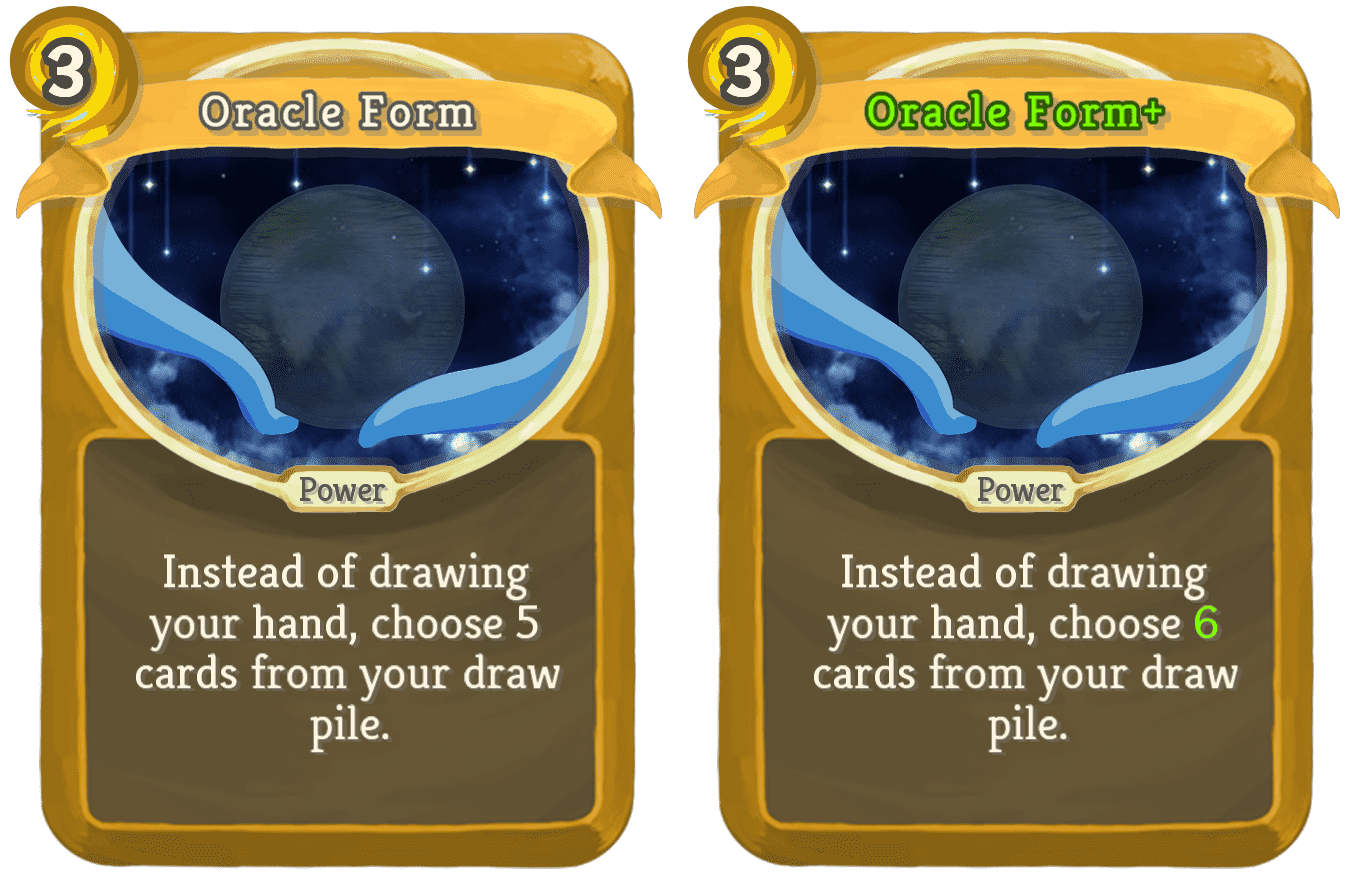 3
Oracle Form
Power
Instead of drawing
your hand, choose 5
cards from your draw
pile.
3
Oracle Form+
Power
Instead of drawing
your hand, choose 6
cards from your draw
pile.